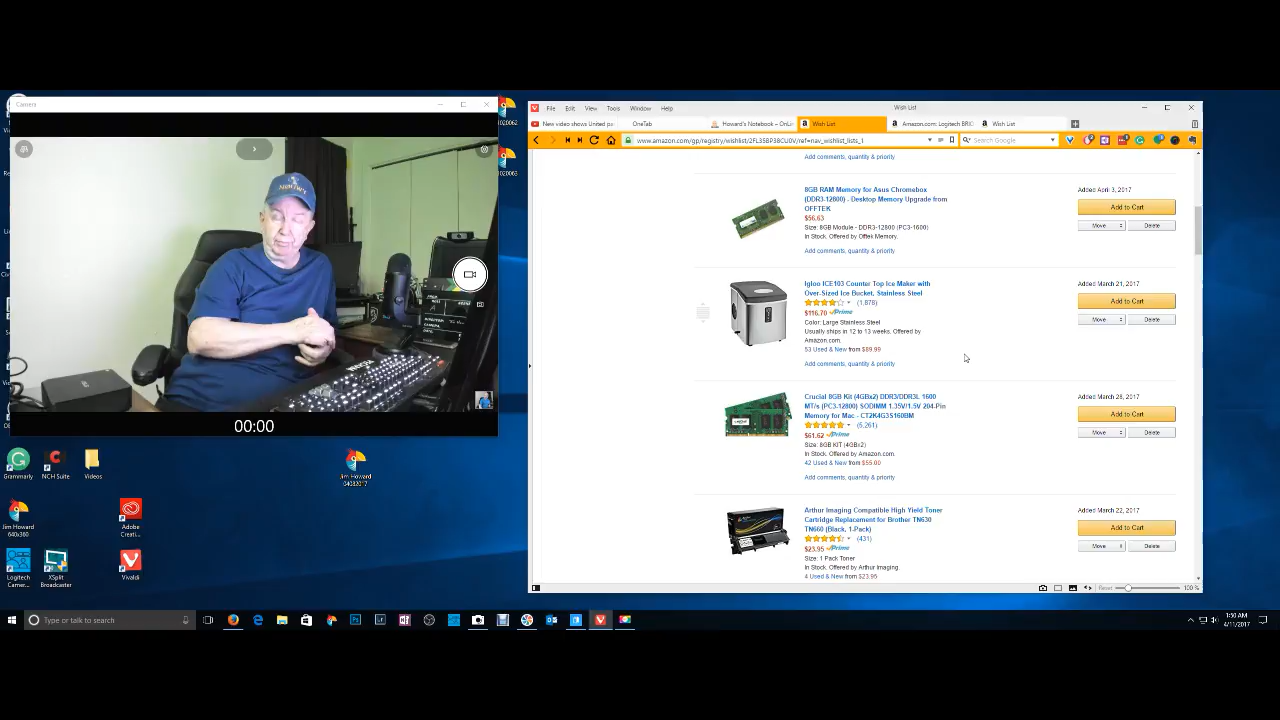 Camera
00:00
020062
020063
Grammarly
NCH Suite
Videos
Jim Howard
04082017
Jim Howard
640x360
Adobe
Creati...
Logitech
Camer...
XSplit
Broadcaster
Vivaldi
Type or talk to search
File Edit View Tools Window Help
Wish List
New video shows United pa
OneTab
Howard's Notebook – OnLi
Wish List
Amazon.com: Logitech BRIO
Wish List
www.amazon.com/gp/registry/wishlist/2FL35BP38CU0V/ref=nav_wishlist_lists_1
Search Google
Add comments, quantity & priority
8GB RAM Memory for Asus Chromebox
(DDR3-12800) - Desktop Memory Upgrade from
OFFTEK
$56.63
Size: 8GB Module - DDR3-12800 (PC3-1600)
In Stock. Offered by Offtek Memory.
Add comments, quantity & priority
Added April 3, 2017
Add to Cart
Move Delete
Igloo ICE103 Counter Top Ice Maker with
Over-Sized Ice Bucket, Stainless Steel
(1,878)
$116.70 Prime
Color: Large Stainless Steel
Usually ships in 12 to 13 weeks. Offered by
Amazon.com.
53 Used & New from $89.99
Add comments, quantity & priority
Added March 21, 2017
Add to Cart
Move Delete
Crucial 8GB Kit (4GBx2) DDR3/DDR3L 1600
MT/s (PC3-12800) SODIMM 1.35V/1.5V 204-Pin
Memory for Mac - CT2K4G3S160BM
(5,261)
$61.62 Prime
Size: 8GB KIT (4GBx2)
In Stock. Offered by Amazon.com.
42 Used & New from $55.00
Add comments, quantity & priority
Added March 28, 2017
Add to Cart
Move Delete
Arthur Imaging Compatible High Yield Toner
Cartridge Replacement for Brother TN630
TN660 (Black, 1-Pack)
(431)
$23.95 Prime
Size: 1 Pack Toner
In Stock. Offered by Arthur Imaging.
4 Used & New from $23.95
Added March 22, 2017
Add to Cart
Move Delete
Reset 100 %
1:50 AM
4/11/2017